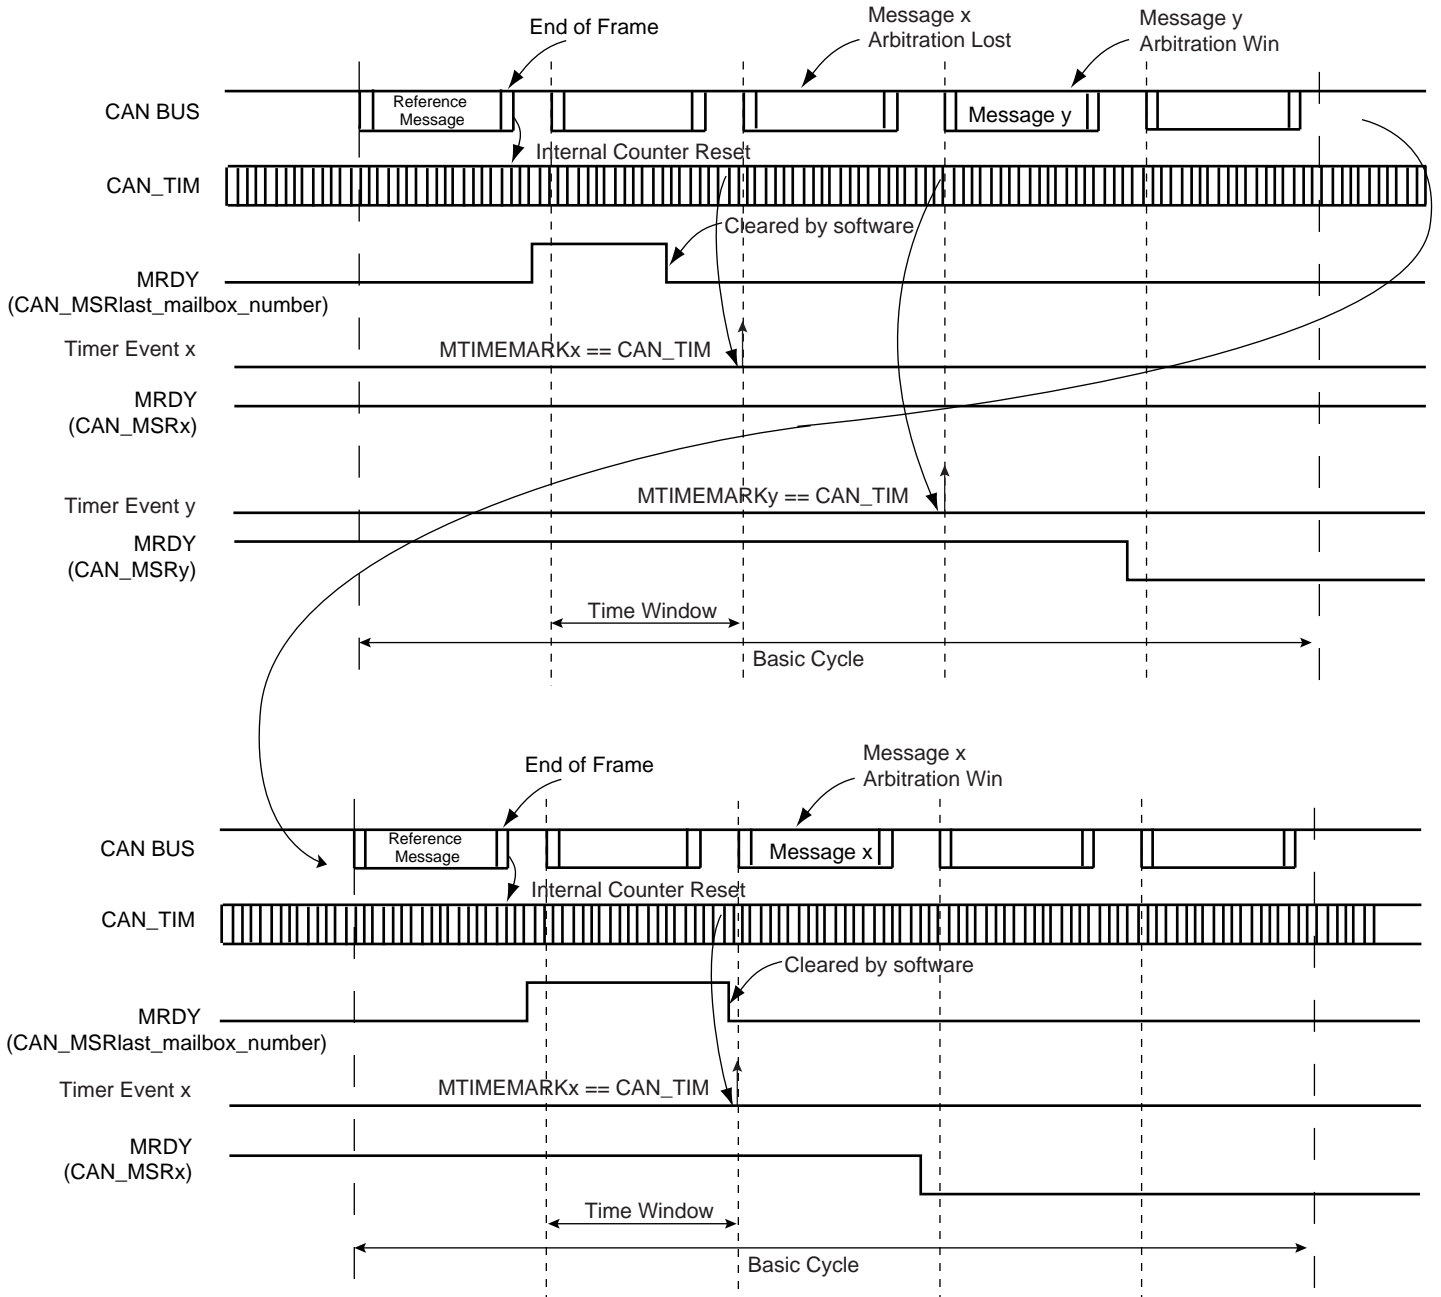 Message x
Arbitration Lost
Message y
Arbitration Win
End of Frame
CAN BUS
Reference
Message
Message y
Internal Counter Reset
CAN_TIM
Cleared by software
MRDY
(CAN_MSRlast_mailbox_number)
Timer Event x
MTIMEMARKx == CAN_TIM
MRDY
(CAN_MSRx)
Timer Event y
MTIMEMARKy == CAN_TIM
MRDY
(CAN_MSRy)
Time Window
Basic Cycle
Message x
Arbitration Win
End of Frame
CAN BUS
Reference
Message
Message x
Internal Counter Reset
CAN_TIM
Cleared by software
MRDY
(CAN_MSRlast_mailbox_number)
Timer Event x
MTIMEMARKx == CAN_TIM
MRDY
(CAN_MSRx)
Time Window
Basic Cycle